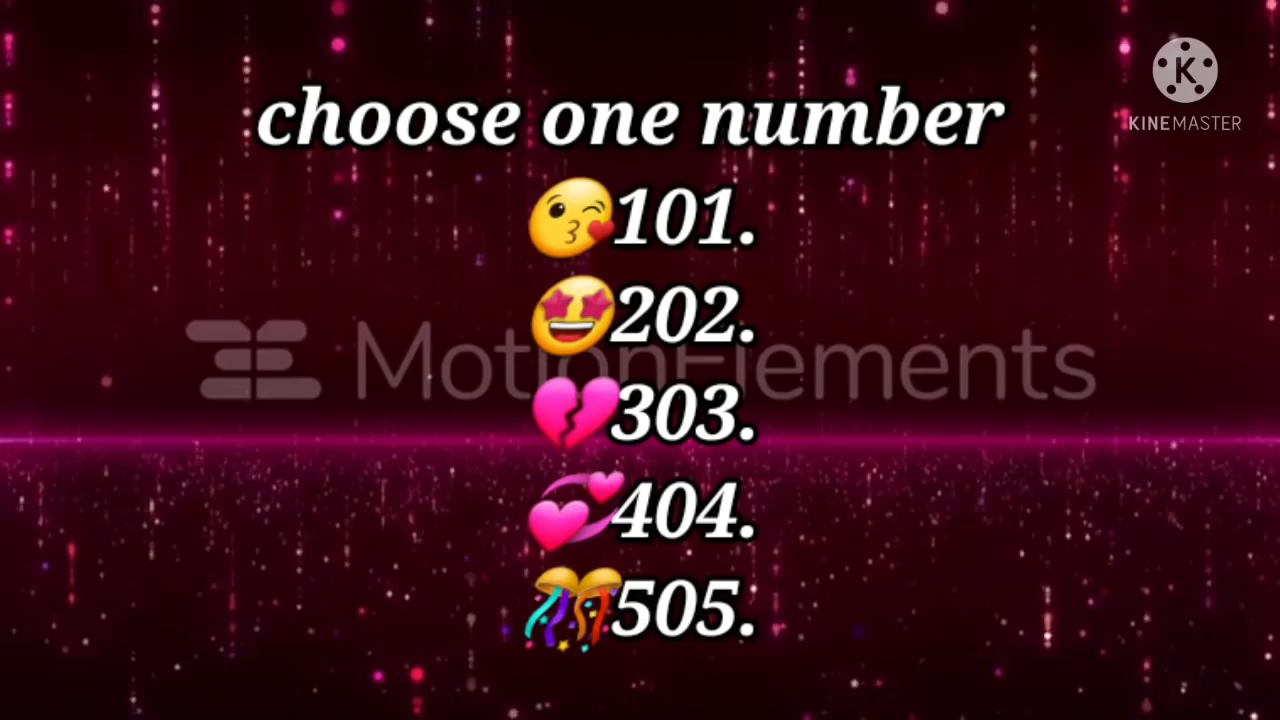 choose one number
K
KINEMASTER
😘101.
🤩202.
MotionElements
💔303.
💞404.
🎊505.